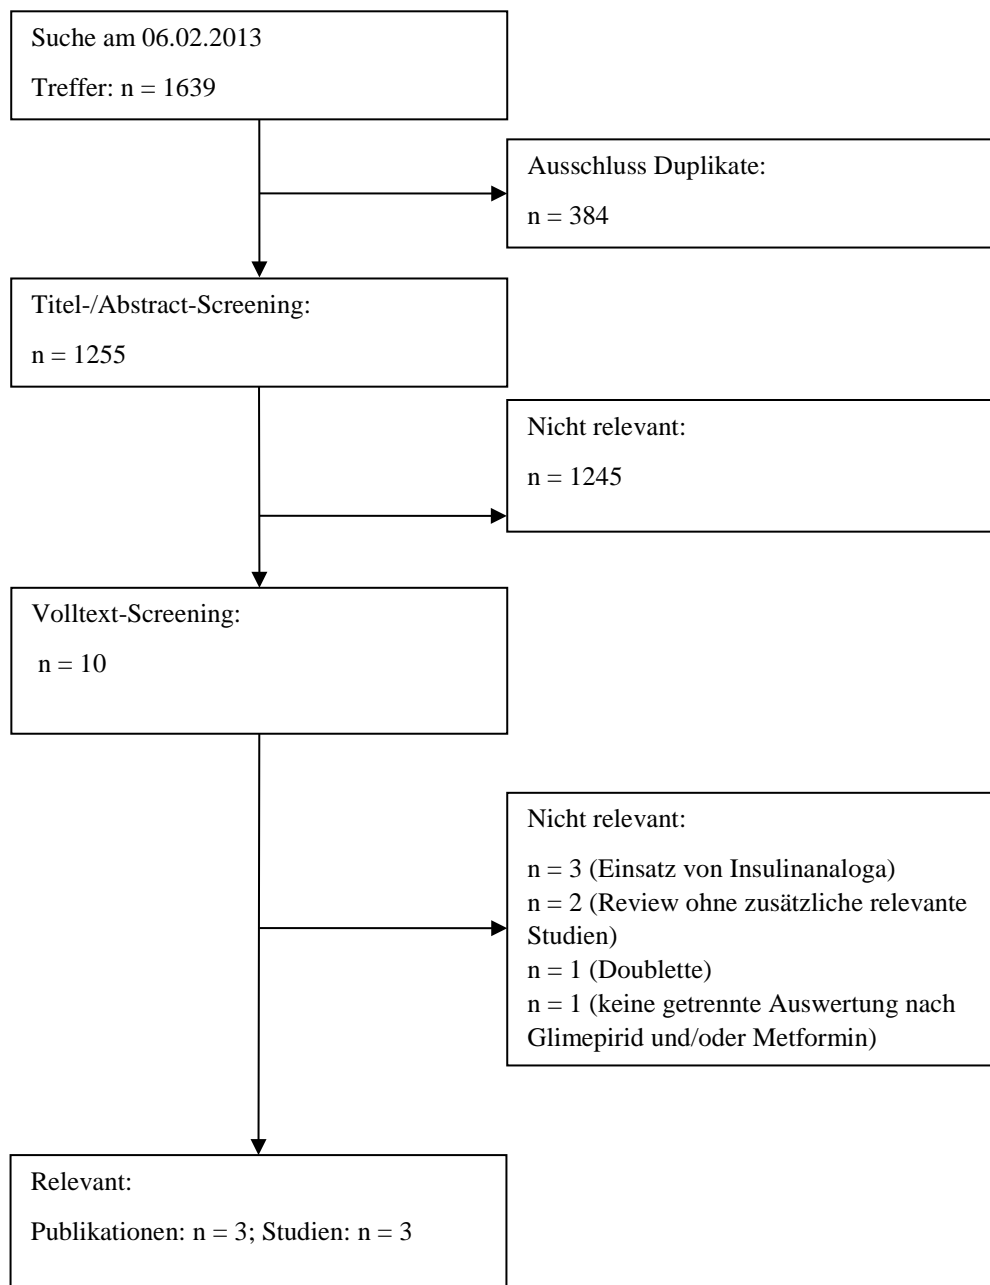 Suche am 06.02.2013
Treffer: n = 1639
Ausschluss Duplikate:
n = 384
Titel-/Abstract-Screening:
n = 1255
Nicht relevant:
n = 1245
Volltext-Screening:
n = 10
Nicht relevant:
n = 3 (Einsatz von Insulinanaloga)
n = 2 (Review ohne zusätzliche relevante
Studien)
n = 1 (Doublette)
n = 1 (keine getrennte Auswertung nach
Glimepirid und/oder Metformin)
Relevant:
Publikationen: n = 3; Studien: n = 3